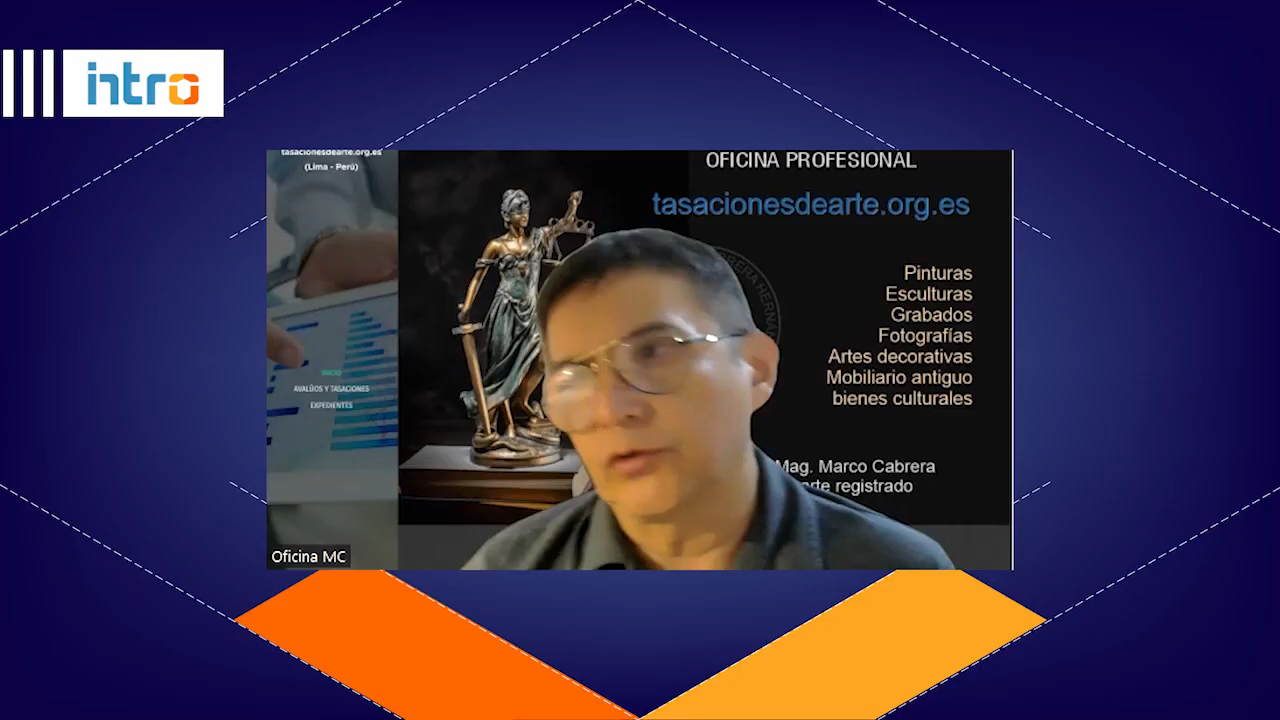 intro
tasacionesdearte.org.es
(Lima - Perú)
OFICINA PROFESIONAL
tasacionesdearte.org.es
Pinturas
Esculturas
Grabados
Fotografías
Artes decorativas
Mobiliario antiguo
bienes culturales
INICIO
AVALÚOS Y TASACIONES
EXPEDIENTES
Mag. Marco Cabrera
arte registrado
Oficina MC